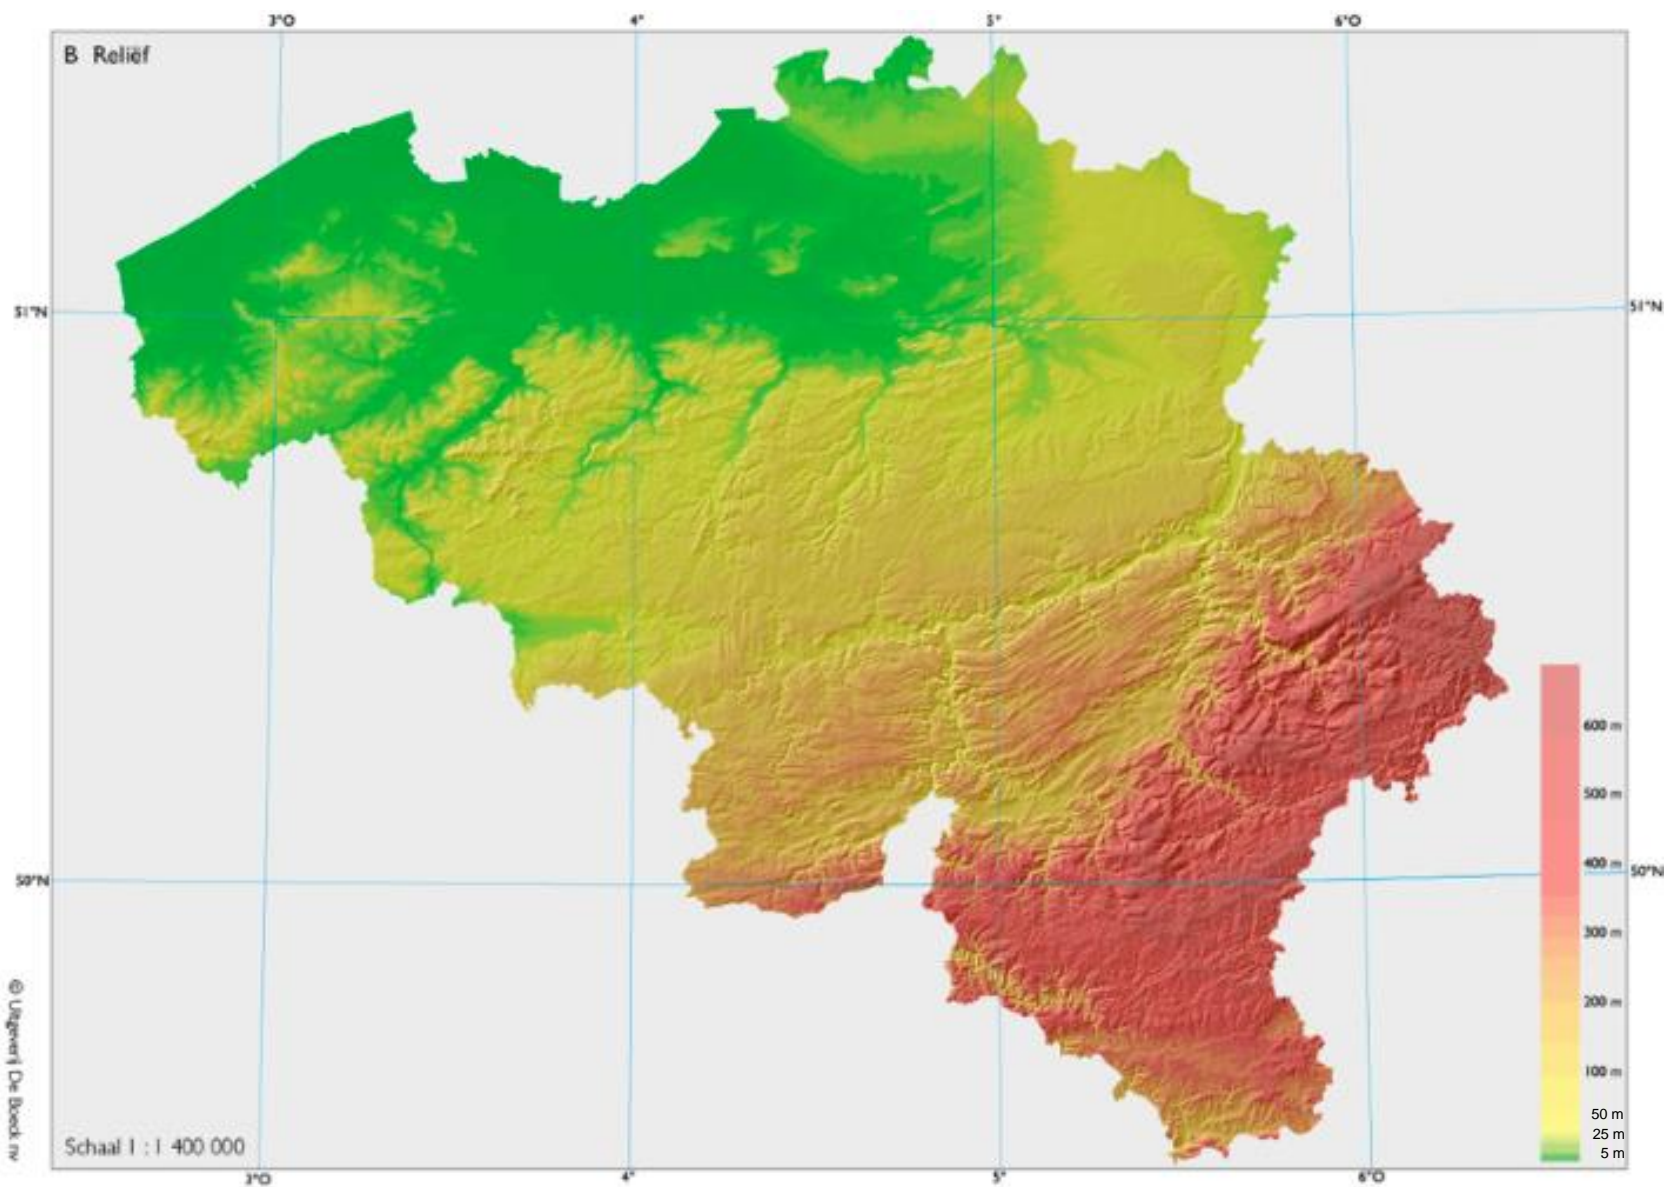 3°O 4° 5° 6°O
B Reliëf
51°N 51°N
600 m
500 m
400 m
50°N 50°N
300 m
200 m
100 m
50 m
25 m
5 m
Schaal 1 : 1 400 000
3°O 4° 5° 6°O
© Uitgeverij De Boeck nv